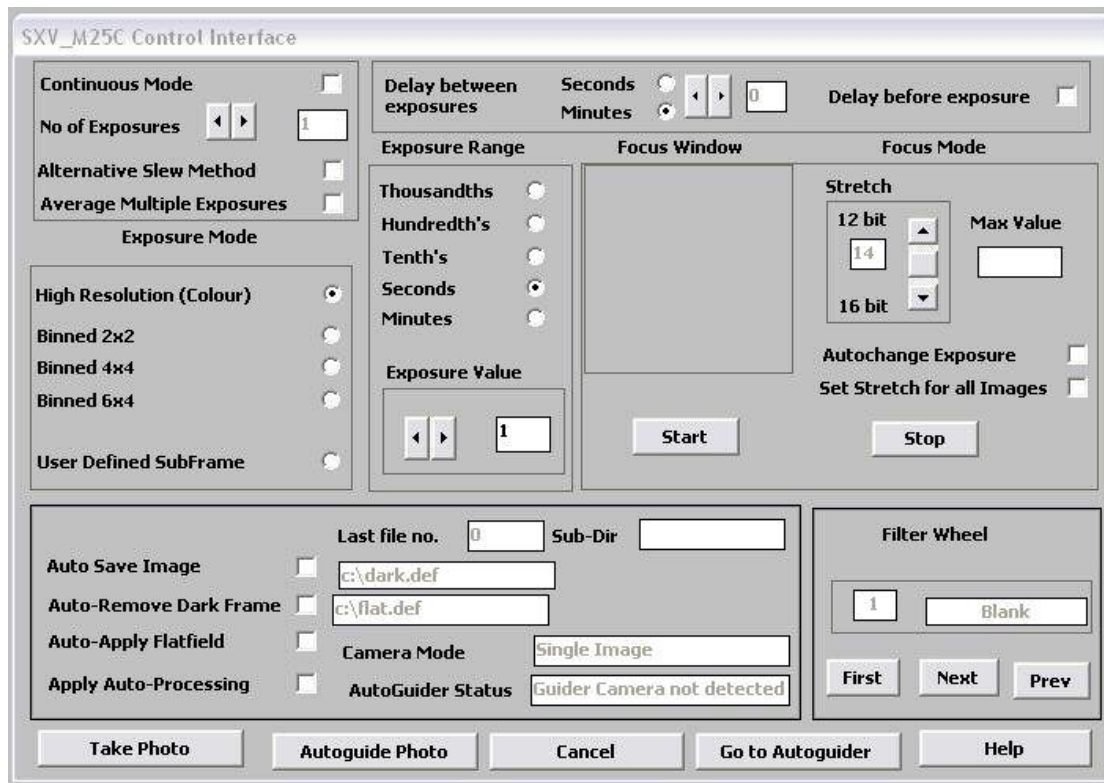 SXV_M25C Control Interface
Continuous Mode
No of Exposures 1
Alternative Slew Method
Average Multiple Exposures
Delay between exposures
Seconds
Minutes
0
Delay before exposure
Exposure Mode
High Resolution (Colour)
Binned 2x2
Binned 4x4
Binned 6x4
User Defined SubFrame
Exposure Range
Thousandths
Hundredth's
Tenth's
Seconds
Minutes
Exposure Value
1
Focus Window
Focus Mode
Stretch
12 bit
14
16 bit
Max Value
Autochange Exposure
Set Stretch for all Images
Start
Stop
Last file no. 0 Sub-Dir
Auto Save Image c:\dark.def
Auto-Remove Dark Frame c:\flat.def
Auto-Apply Flatfield
Camera Mode Single Image
Apply Auto-Processing
AutoGuider Status Guider Camera not detected
Filter Wheel
1 Blank
First Next Prev
Take Photo Autoguide Photo Cancel Go to Autoguider Help